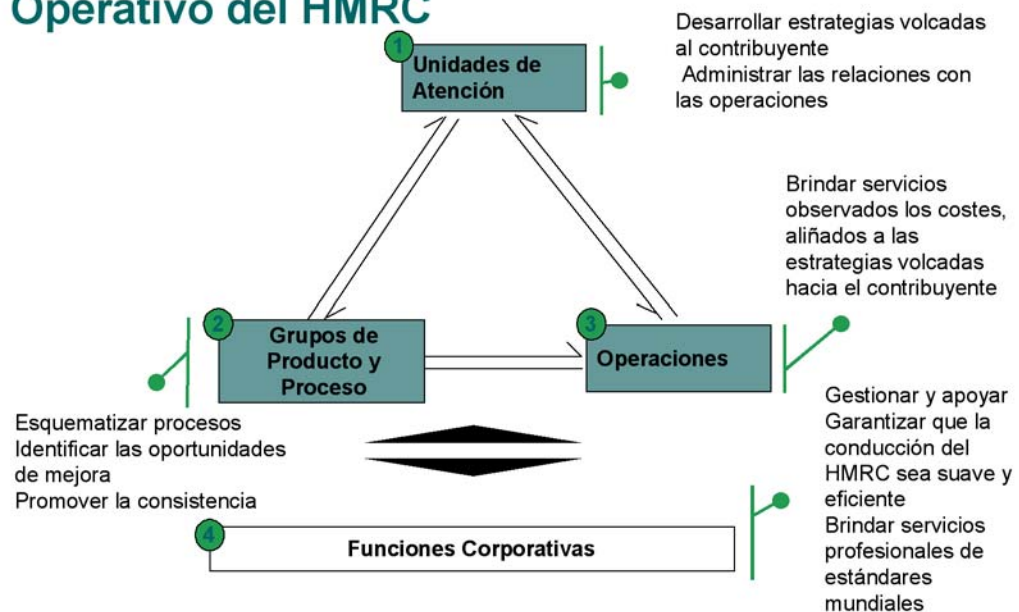 Operativo del HMRC
1
Unidades de
Atención
Desarrollar estrategias volcadas
al contribuyente
Administrar las relaciones con
las operaciones
Brindar servicios
observados los costes,
aliñados a las
estrategias volcadas
hacia el contribuyente
2
Grupos de
Producto y
Proceso
3
Operaciones
Esquematizar procesos
Identificar las oportunidades
de mejora
Promover la consistencia
Gestionar y apoyar
Garantizar que la
conducción del
HMRC sea suave y
eficiente
Brindar servicios
profesionales de
estándares
mundiales
4
Funciones Corporativas